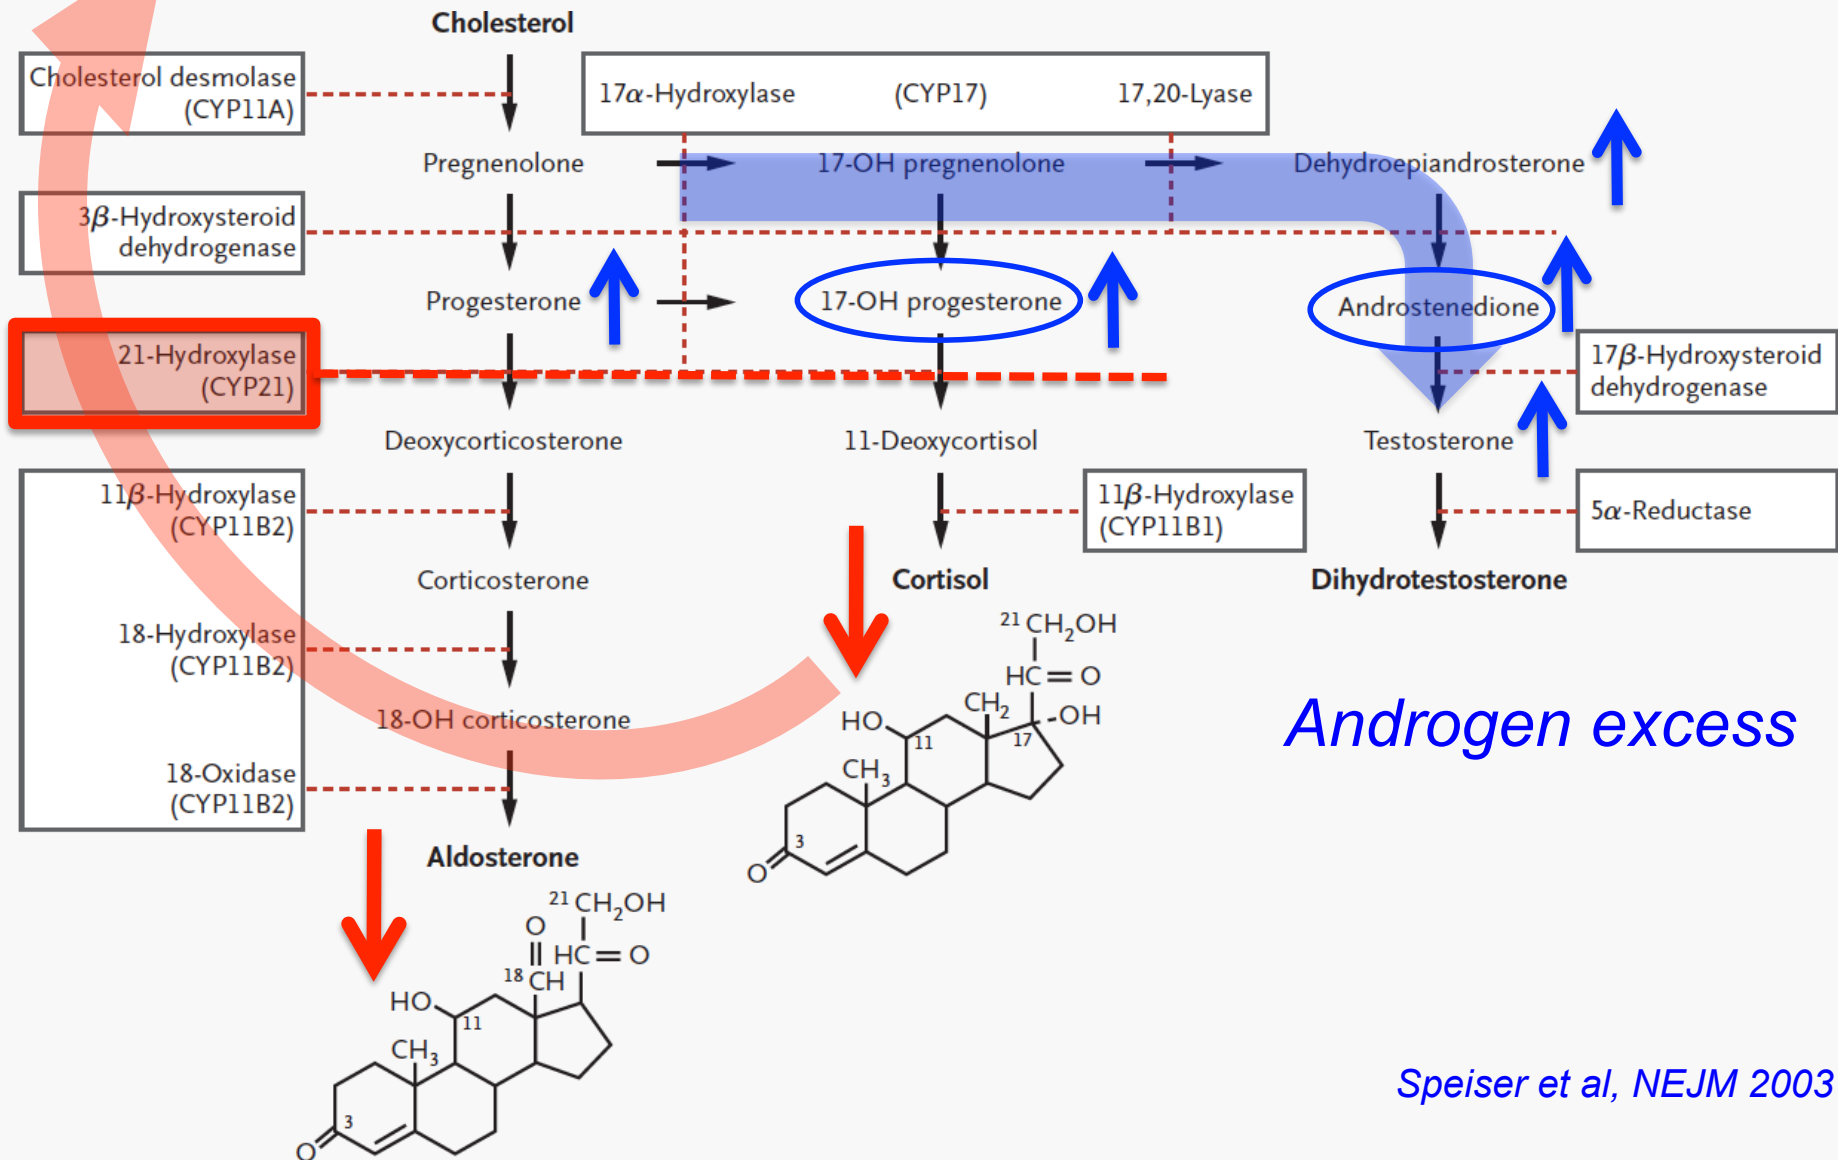 Cholesterol
Cholesterol desmolase
(CYP11A)
17α-Hydroxylase (CYP17) 17,20-Lyase
Pregnenolone
17-OH pregnenolone
Dehydroepiandrosterone
3β-Hydroxysteroid
dehydrogenase
Progesterone
17-OH progesterone
Androstenedione
21-Hydroxylase
(CYP21)
17β-Hydroxysteroid
dehydrogenase
Deoxycorticosterone
11-Deoxycortisol
Testosterone
11β-Hydroxylase
(CYP11B2)
11β-Hydroxylase
(CYP11B1)
5α-Reductase
Corticosterone
Cortisol
Dihydrotestosterone
18-Hydroxylase
(CYP11B2)
21 CH2OH
HC=O
CH2
HO
OH
11
17
CH3
3
O
18-OH corticosterone
Androgen excess
18-Oxidase
(CYP11B2)
Aldosterone
21 CH2OH
O
HC=O
18 CH
HO
11
CH3
3
O
Speiser et al, NEJM 2003